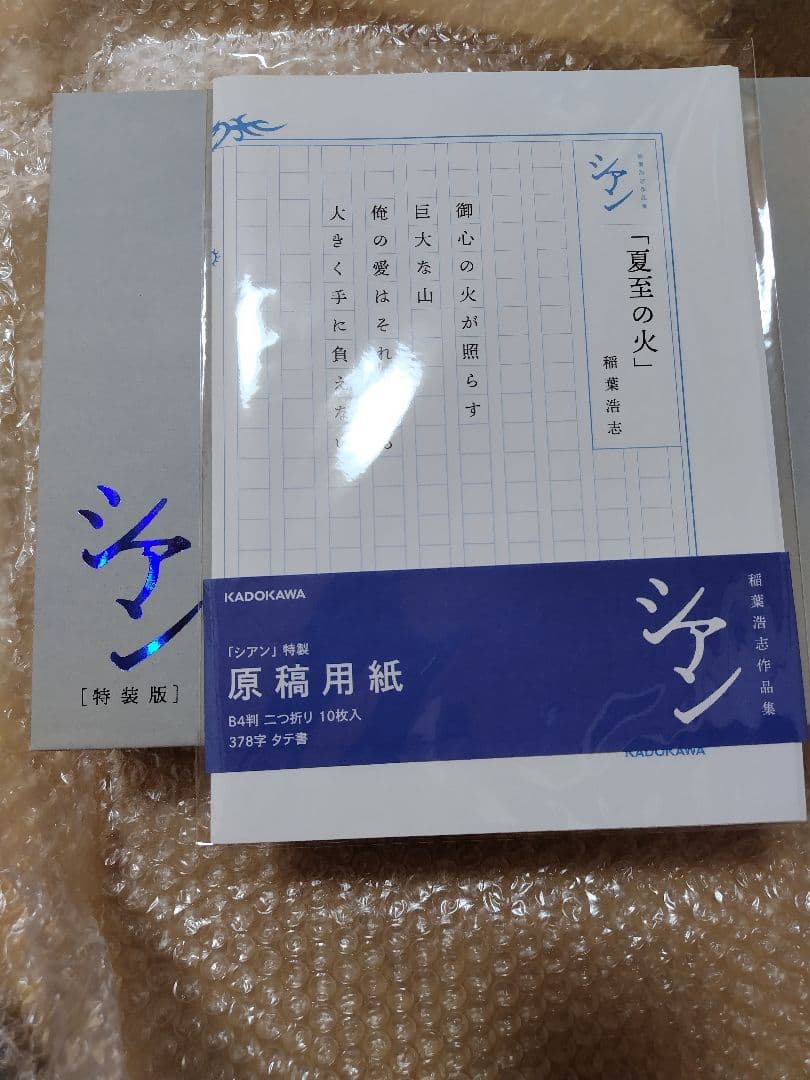 シアン
[特装版]
稲葉浩志作品集
シアン
「夏至の火」
稲葉浩志
御心の火が照らす
巨大な山
俺の愛はそれ
大きく手に負えな
KADOKAWA
「シアン」特製
原稿用紙
B4判 二つ折り 10枚入
378字 タテ書
シアン
稲葉浩志作品集
KADOKAWA